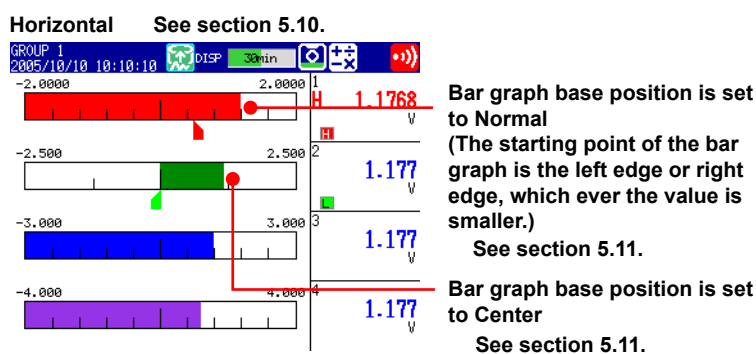 Horizontal See section 5.10.
GROUP 1
2005/10/10 10:10:10
DISP
30min
-2.0000 2.0000
1
H 1.1768
V
H
-2.500 2.500
2
1.177
V
L
-3.000 3.000
3
1.177
V
-4.000 4.000
4
1.177
V
Bar graph base position is set
to Normal
(The starting point of the bar
graph is the left edge or right
edge, which ever the value is
smaller.)
See section 5.11.
Bar graph base position is set
to Center
See section 5.11.